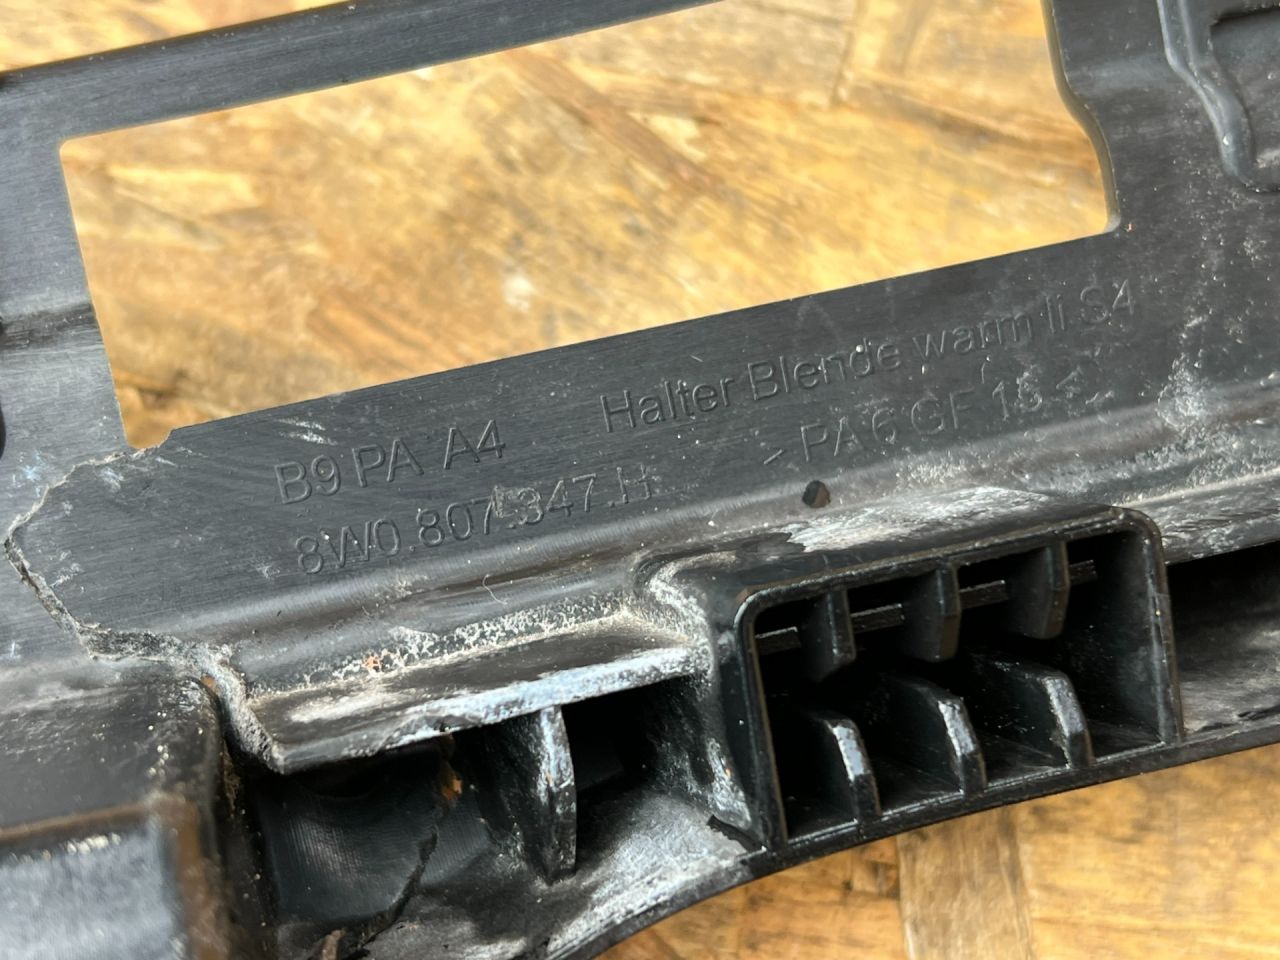 B9 PA A4 Halter Blende warm li S4
8W0.807.347.H >PA 6 GF 15<